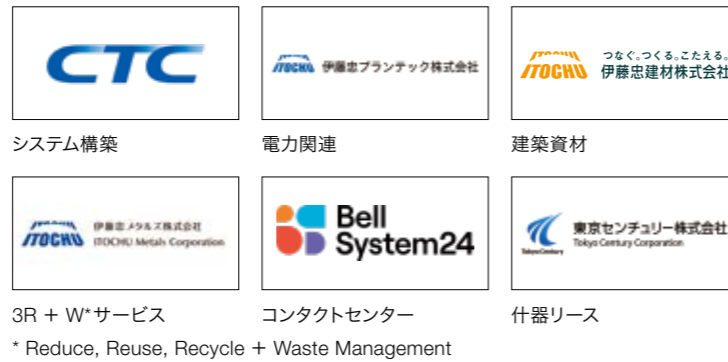 CTC
ITOCHU 伊藤忠プランテック株式会社
ITOCHU つなぐ。つくる。こたえる。
伊藤忠建材株式会社
システム構築
電力関連
建築資材
ITOCHU 伊藤忠メタルズ株式会社
ITOCHU Metals Corporation
Bell
System24
Tokyo Century 東京センチュリー株式会社
Tokyo Century Corporation
3R + W*サービス
コンタクトセンター
什器リース
* Reduce, Reuse, Recycle + Waste Management